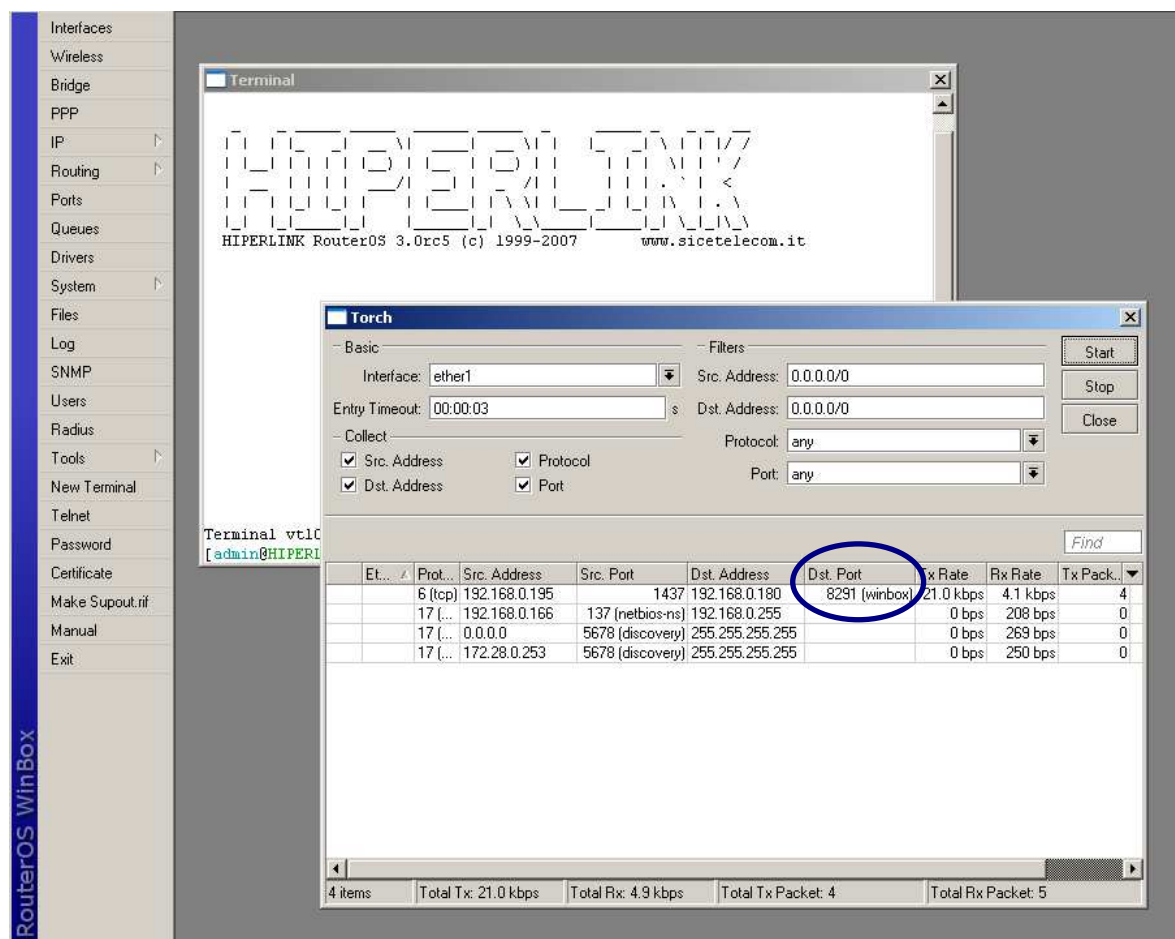 Interfaces
Wireless
Bridge
PPP
IP
Routing
Ports
Queues
Drivers
System
Files
Log
SNMP
Users
Radius
Tools
New Terminal
Telnet
Password
Certificate
Make Supout.rif
Manual
Exit
RouterOS WinBox
Terminal
HIPERLINK
HIPERLINK RouterOS 3.0rc5 (c) 1999-2007 www.sicetelecom.it
Terminal vt10
[admin@HIPERL
Torch
Basic
Interface: ether1
Entry Timeout: 00:00:03 s
Collect
Src. Address Protocol
Dst. Address Port
Filters
Src. Address: 0.0.0.0/0
Dst. Address: 0.0.0.0/0
Protocol: any
Port: any
Start
Stop
Close
Find
Et... Prot... Src. Address Src. Port Dst. Address Dst. Port Tx Rate Rx Rate Tx Pack..
6 (tcp) 192.168.0.195 1437 192.168.0.180 8291 (winbox) 21.0 kbps 4.1 kbps 4
17 (... 192.168.0.166 137 (netbios-ns) 192.168.0.255 0 bps 208 bps 0
17 (... 0.0.0.0 5678 (discovery) 255.255.255.255 0 bps 269 bps 0
17 (... 172.28.0.253 5678 (discovery) 255.255.255.255 0 bps 250 bps 0
4 items Total Tx: 21.0 kbps Total Rx: 4.9 kbps Total Tx Packet: 4 Total Rx Packet: 5